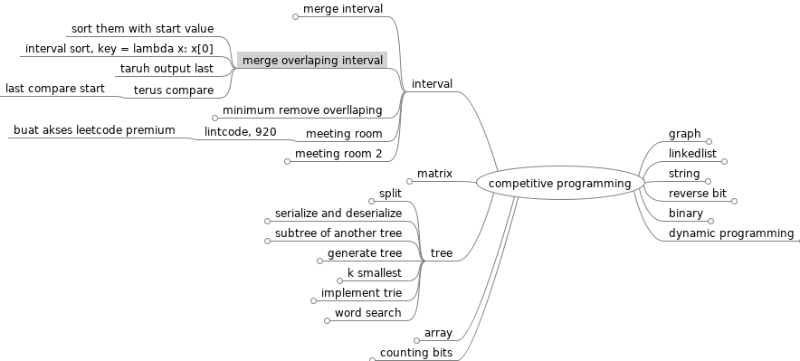 merge interval
sort them with start value
interval sort, key = lambda x: x[0]
taruh output last
last compare start
terus compare
merge overlaping interval
interval
minimum remove overllaping
buat akses leetcode premium
lintcode, 920
meeting room
meeting room 2
matrix
split
serialize and deserialize
subtree of another tree
generate tree
tree
k smallest
implement trie
word search
array
counting bits
competitive programming
graph
linkedlist
string
reverse bit
binary
dynamic programming